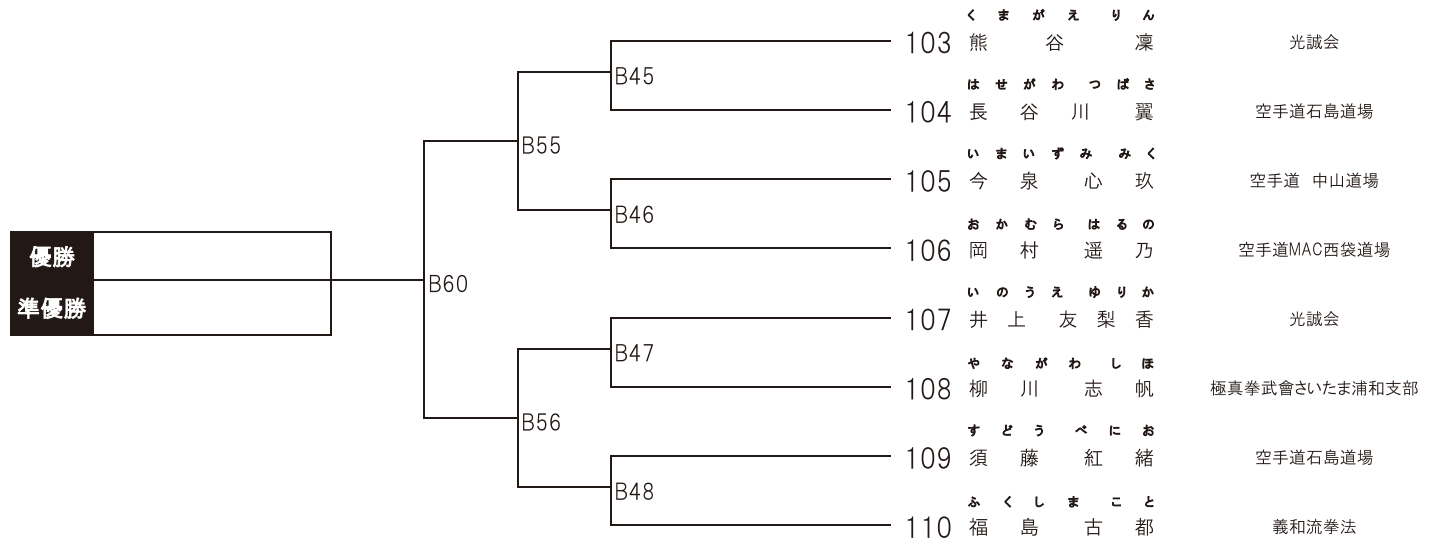 くまがえ りん
103 熊谷 凜 光誠会
B45
はせがわ つばさ
104 長谷川 翼 空手道石島道場
B55
いまいずみ みく
105 今泉 心玖 空手道 中山道場
B46
おかむら はるの
106 岡村 遥乃 空手道MAC西袋道場
優勝
B60
準優勝
いのうえ ゆりか
107 井上 友梨香 光誠会
B47
やながわ しほ
108 柳川 志帆 極真拳武會さいたま浦和支部
B56
すどう べにお
109 須藤 紅緒 空手道石島道場
B48
ふくしま こと
110 福島 古都 義和流拳法